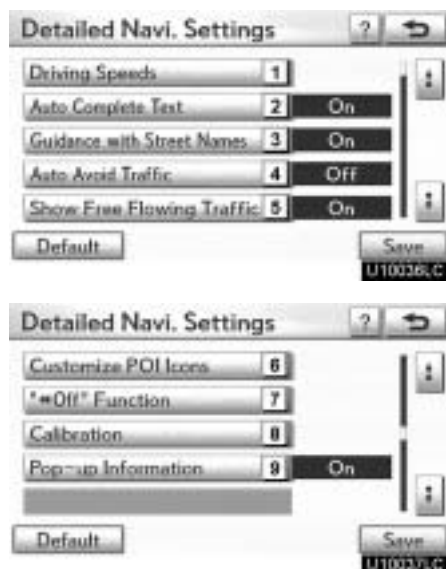 Detailed Navi. Settings ?
Driving Speeds 1
Auto Complete Text 2 On
Guidance with Street Names 3 On
Auto Avoid Traffic 4 Off
Show Free Flowing Traffic 5 On
Default Save
U10036LC
Detailed Navi. Settings ?
Customize POI Icons 6
Off" Function 7
Calibration 8
Pop-up Information 9 On
Default Save
U10037LC